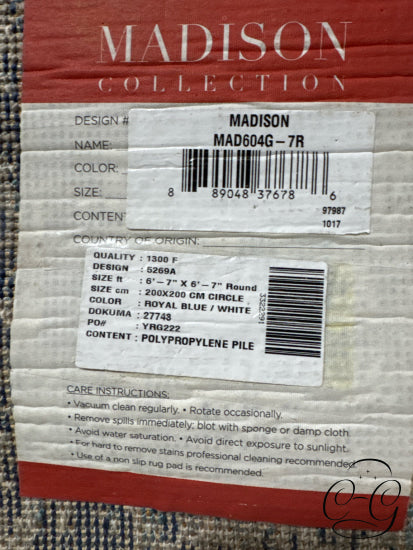 MADISON
COLLECTION
DESIGN #
MADISON
MAD604G-7R
NAME:
COLOR:
SIZE:
8 89048 37678 6
97987
1017
CONTENT
COUNTRY OF ORIGIN:
QUALITY : 1300 F
DESIGN : 5269A
SIZE ft : 6'-7" X 6'-7" Round
SIZE cm : 200X200 CM CIRCLE
COLOR : ROYAL BLUE / WHITE
DOKUMA : 27743
PO# : YRG222
CONTENT : POLYPROPYLENE PILE
3322391
CARE INSTRUCTIONS:
• Vacuum clean regularly. • Rotate occasionally.
• Remove spills immediately; blot with sponge or damp cloth
• Avoid water saturation. • Avoid direct exposure to sunlight.
• For hard to remove stains professional cleaning recommended
• Use of a non slip rug pad is recommended.
C-G